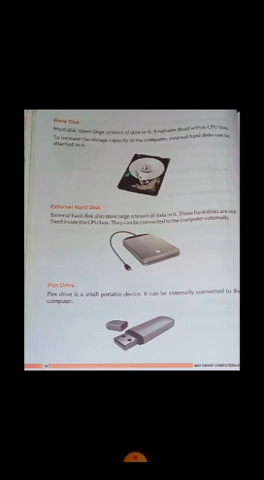 Hard Disk
Hard disk stores large amount of data in it. It remains fixed within CPU box.
To increase the storage capacity of the computer, external hard disks can be
attached to it.
External Hard Disk
External hard disk also stores large amount of data in it. These hard disks are not
fixed inside the CPU box. They can be connected to the computer externally.
Pen Drive
Pen drive is a small portable device. It can be externally connected to the
computer.
SMART COMPUTERS-4